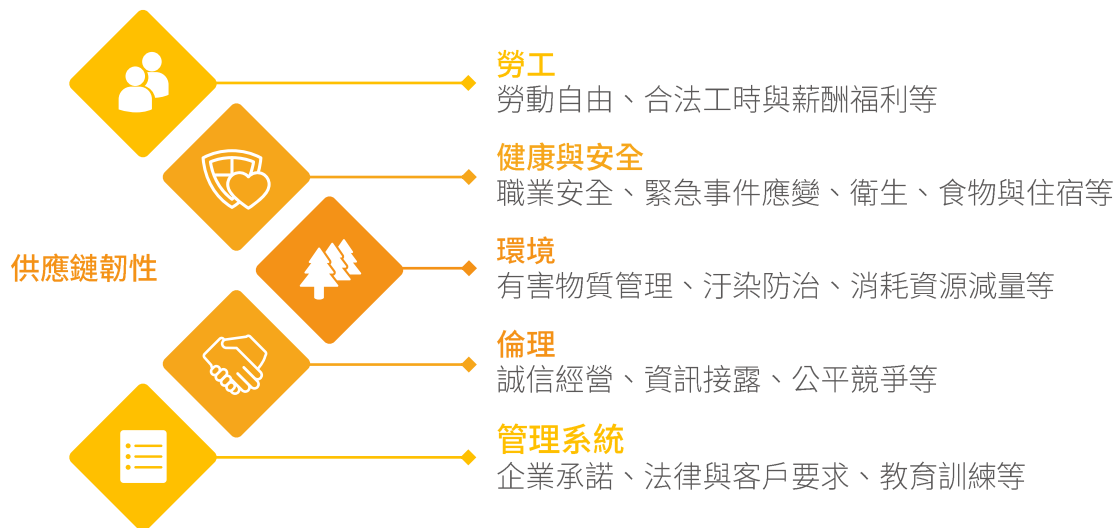 勞工
勞動自由、合法工時與薪酬福利等
健康與安全
職業安全、緊急事件應變、衛生、食物與住宿等
供應鏈韌性
環境
有害物質管理、汙染防治、消耗資源減量等
倫理
誠信經營、資訊接露、公平競爭等
管理系統
企業承諾、法律與客戶要求、教育訓練等